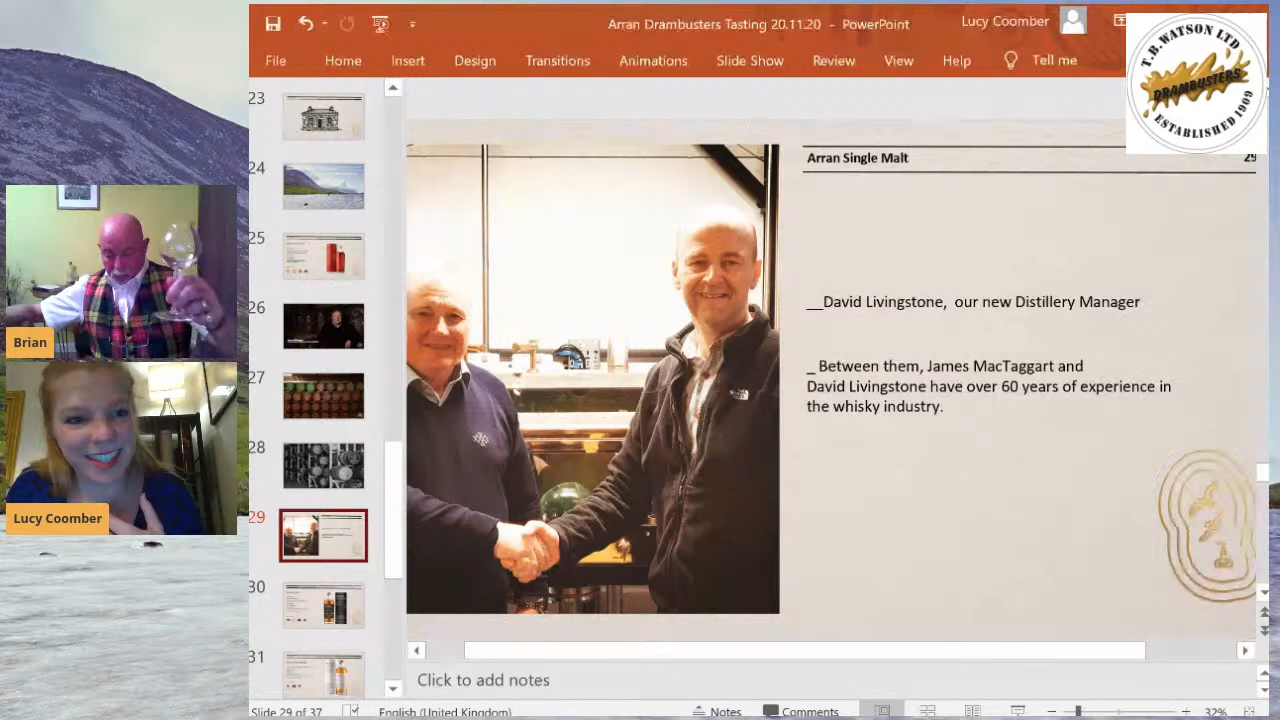 Arran Drambusters Tasting 20.11.20 - PowerPoint
Lucy Coomber
File Home Insert Design Transitions Animations Slide Show Review View Help Tell me
T.B. WATSON LTD
DRAMBUSTERS
ESTABLISHED 1909
23
24
25
26
27
28
29
30
31
Arran Single Malt
29
__David Livingstone, our new Distillery Manager
_ Between them, James MacTaggart and
David Livingstone have over 60 years of experience in
the whisky industry.
Brian
Lucy Coomber
Click to add notes
Slide 29 of 37 English (United Kingdom) Notes Comments 32%